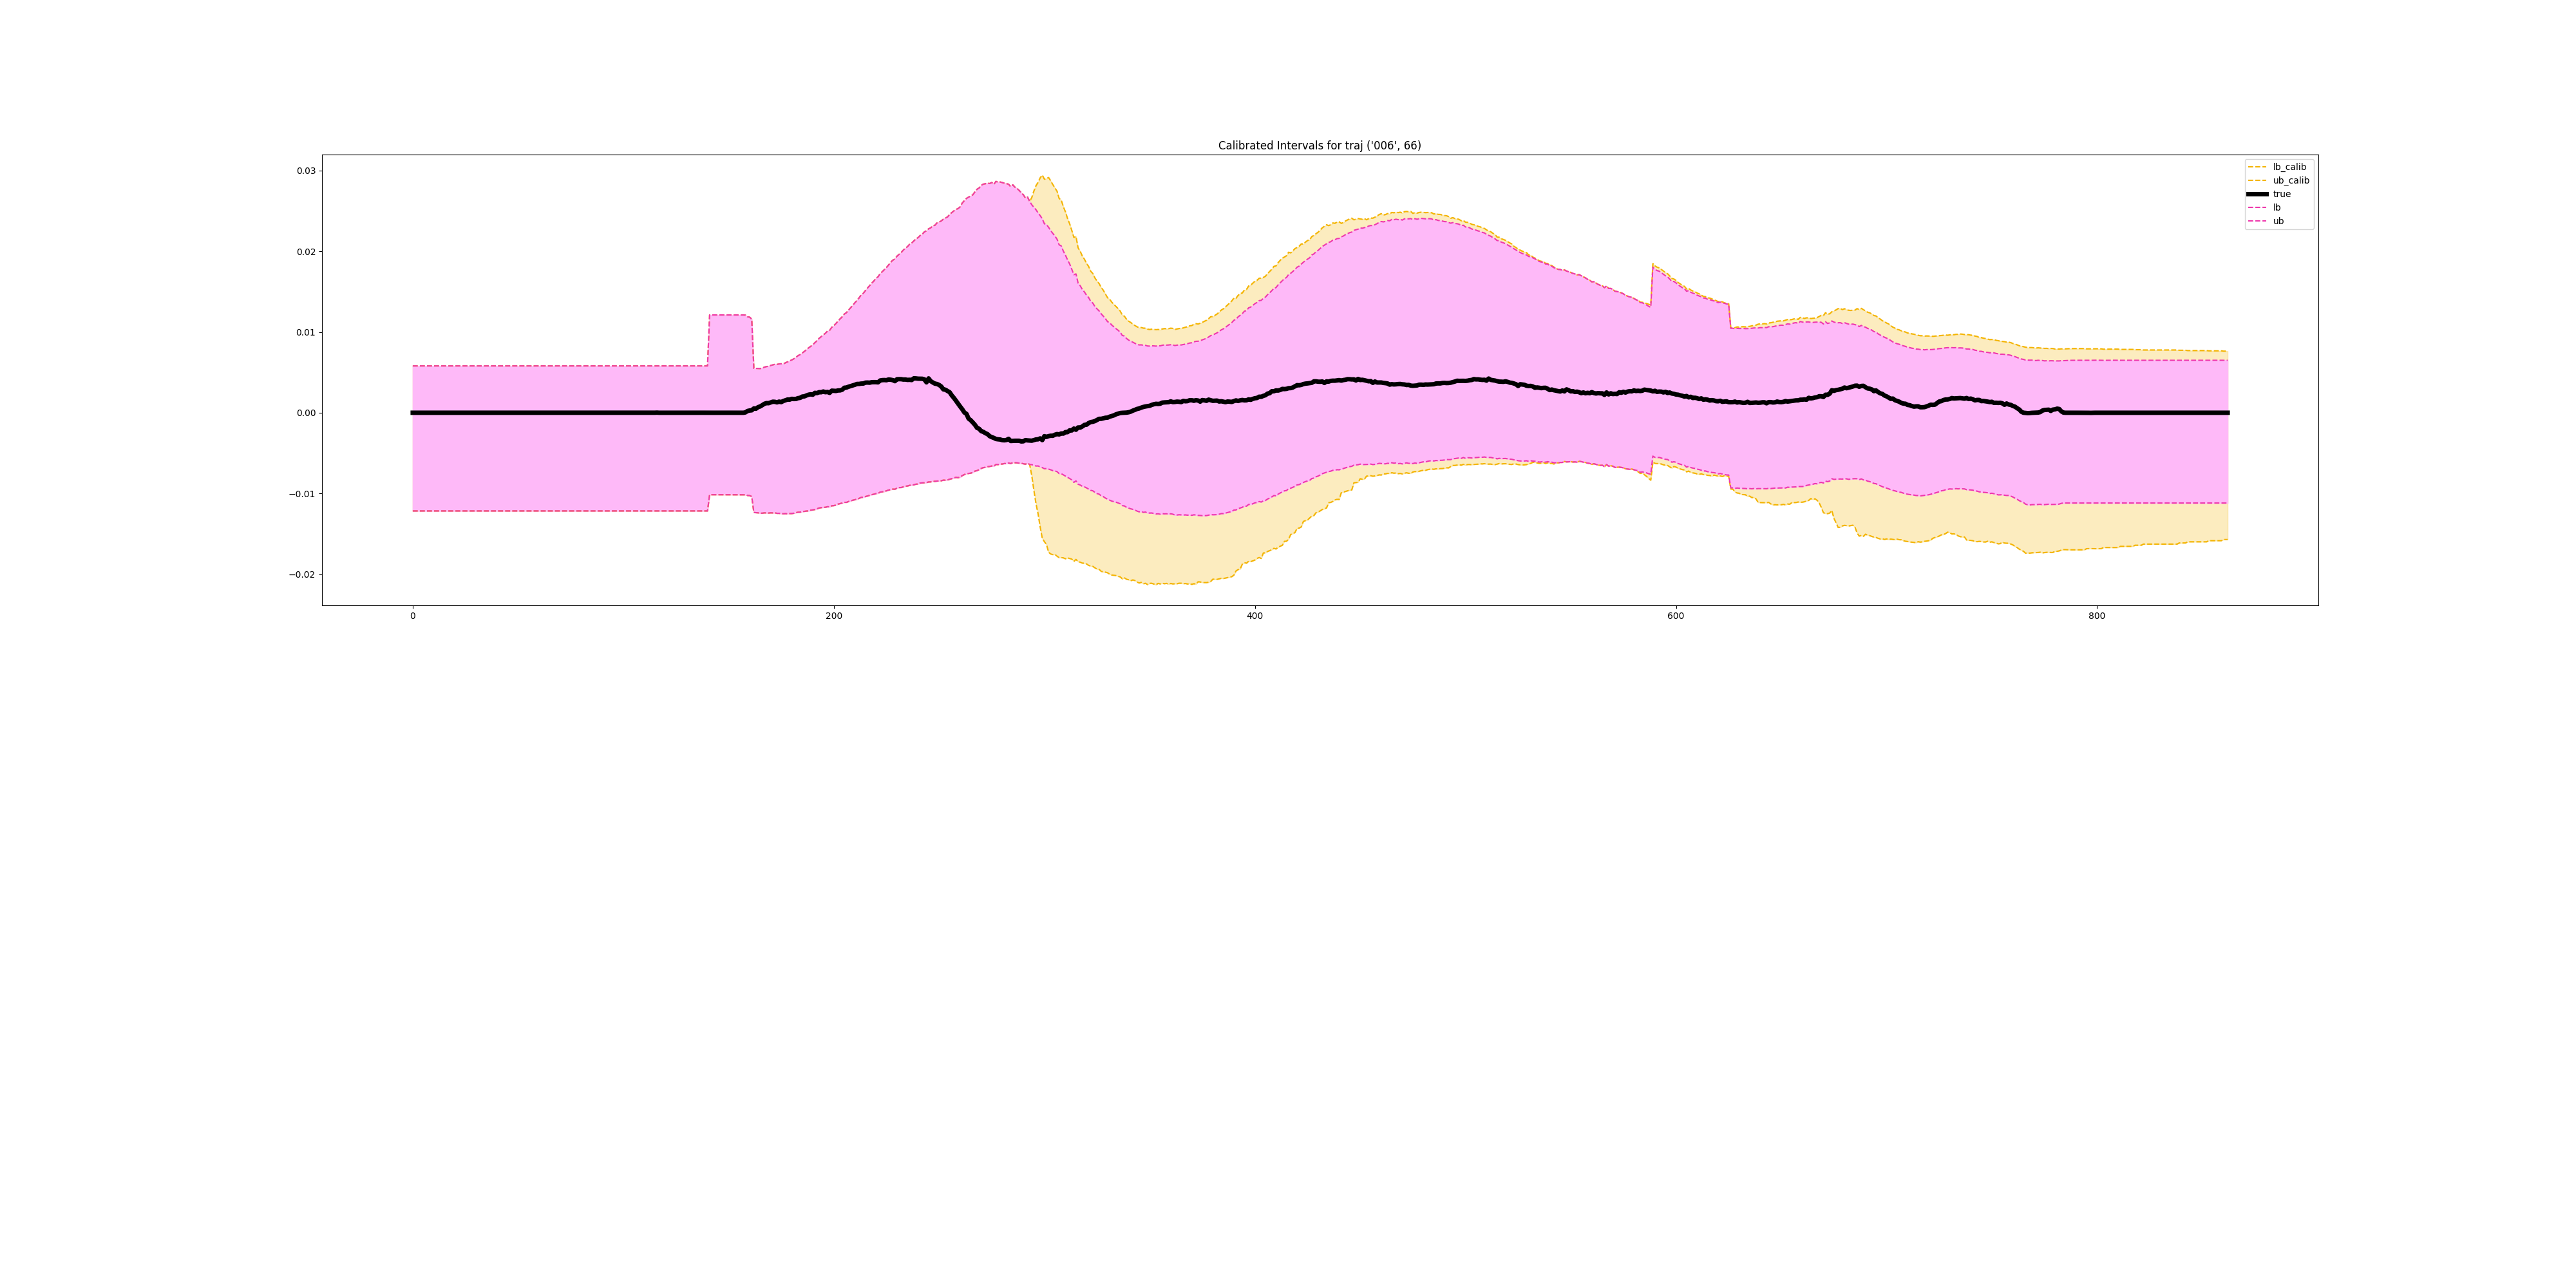 Calibrated Intervals for traj ('006', 66)
0.03
0.02
0.01
0.00
−0.01
−0.02
0
200
400
600
800
lb_calib
ub_calib
true
lb
ub